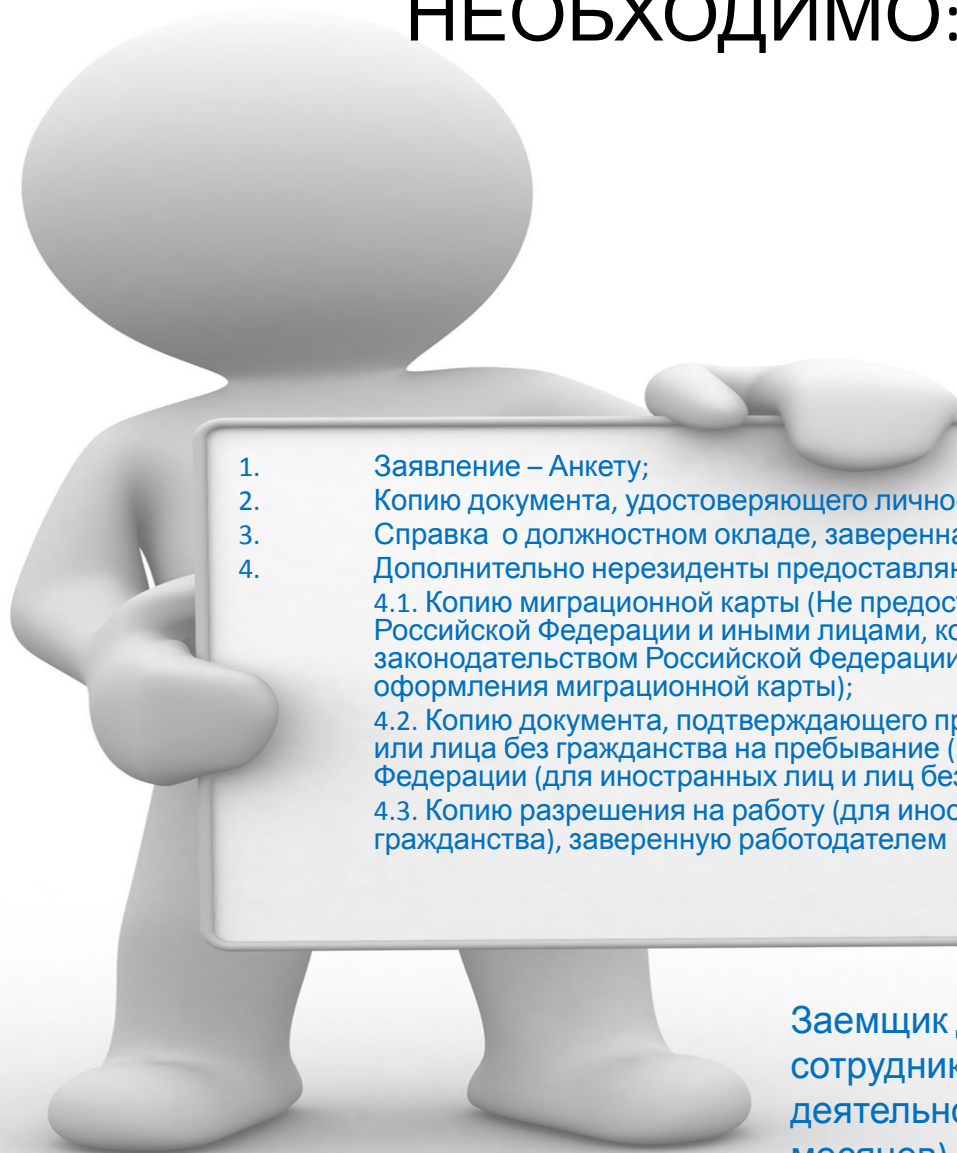 НЕОБХОДИМО:
1. Заявление – Анкету;
2. Копию документа, удостоверяющего
3. Справка о должностном окладе,
4. Дополнительно нерезиденты
4.1. Копию миграционной карты (Не
Российской Федерации и иными лицами,
законодательством Российской Федерации
оформления миграционной карты);
4.2. Копию документа, подтверждающего
или лица без гражданства на пребывание (
Федерации (для иностранных лиц и лиц
4.3. Копию разрешения на работу (для
гражданства), заверенную работодателем
Заемщик